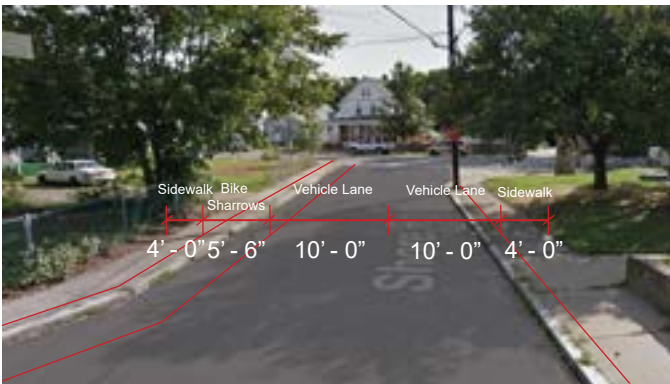 Sidewalk
Bike
Sharrows
Vehicle Lane
Vehicle Lane
Sidewalk
4’ - 0”
5’ - 6”
10’ - 0”
10’ - 0”
4’ - 0”